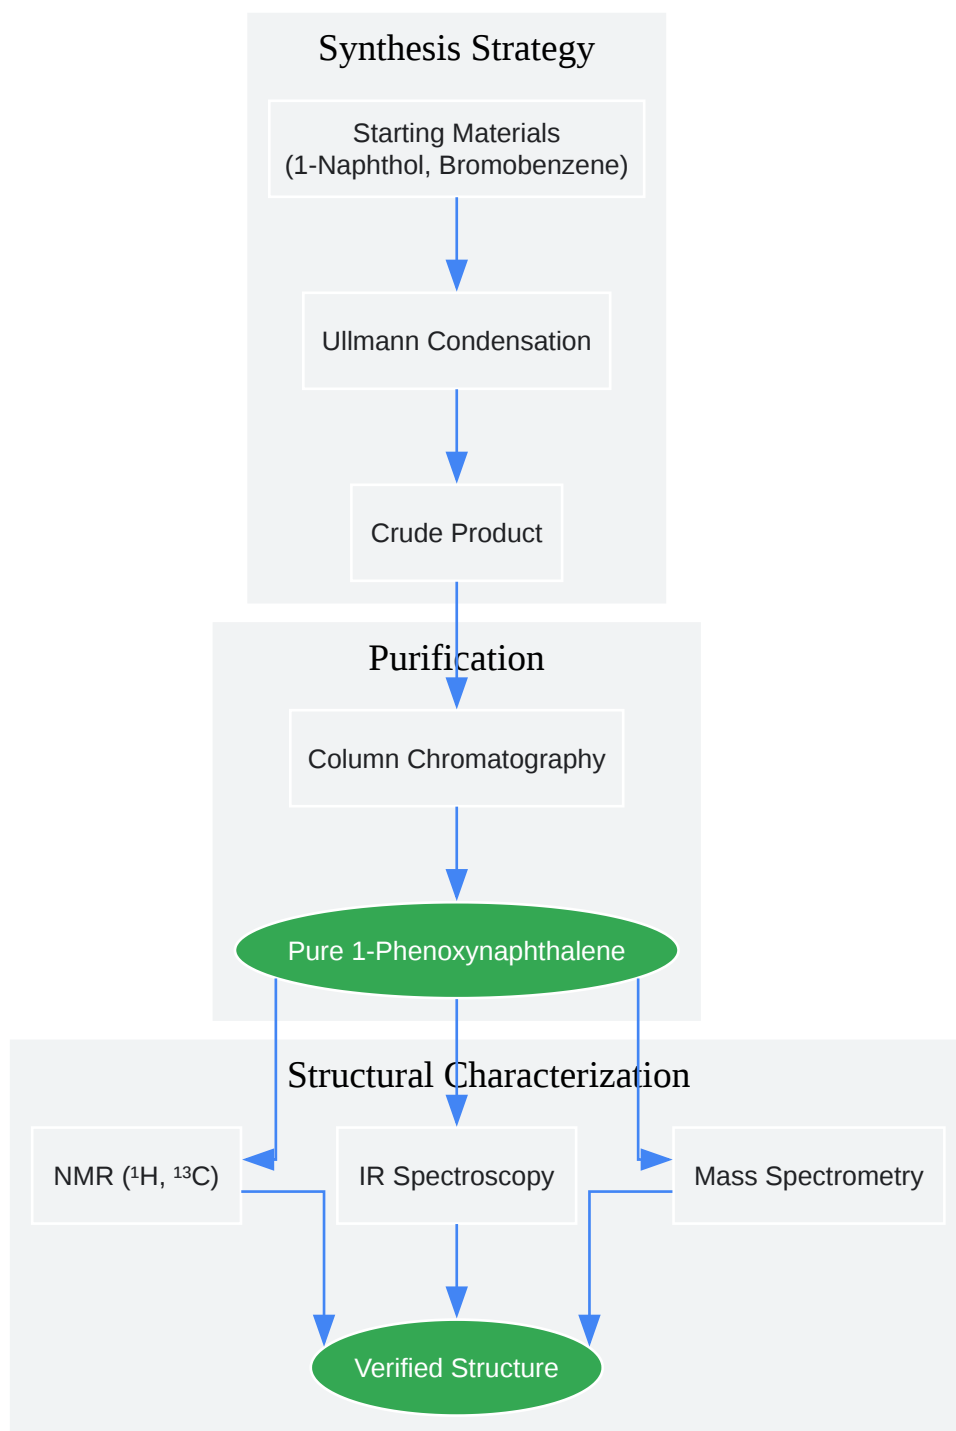 Synthesis Strategy
Starting Materials
(1-Naphthol, Bromobenzene)
Ullmann Condensation
Crude Product
Purification
Column Chromatography
Pure 1-Phenoxynaphthalene
Structural Characterization
NMR (¹H, ¹³C)
IR Spectroscopy
Mass Spectrometry
Verified Structure